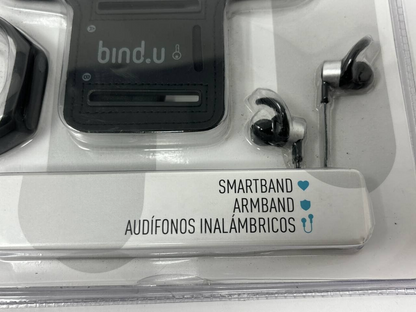 bind.u
SMARTBAND
ARMBAND
AUDÍFONOS INALÁMBRICOS